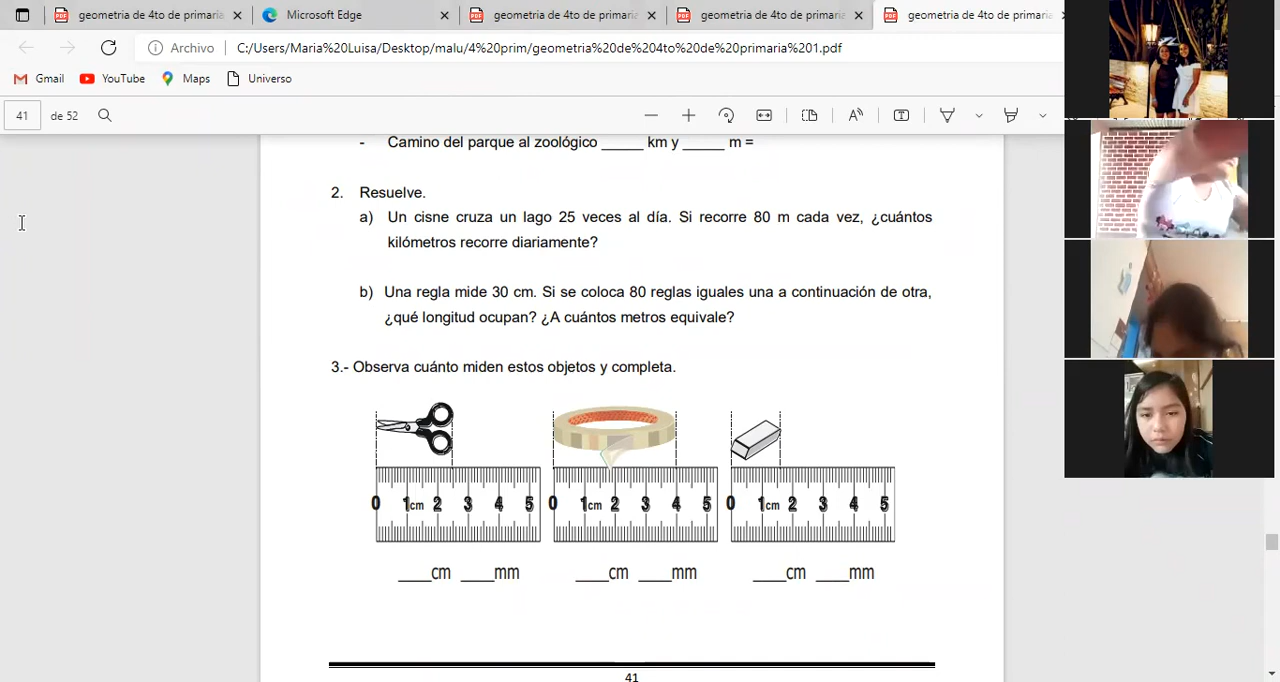 geometria de 4to de primaria
Microsoft Edge
geometria de 4to de primaria
geometria de 4to de primaria
geometria de 4to de primaria
Archivo
C:/Users/Maria%20Luisa/Desktop/malu/4%20prim/geometria%20de%204to%20de%20primaria%201.pdf
Gmail YouTube Maps Universo
41 de 52
- Camino del parque al zoológico _____ km y _____ m =
2. Resuelve
a) Un cisne cruza un lago 25 veces al día. Si recorre 80 m cada vez, ¿cuántos
kilómetros recorre diariamente?
b) Una regla mide 30 cm. Si se coloca 80 reglas iguales una a continuación de otra,
¿qué longitud ocupan? ¿A cuántos metros equivale?
3.- Observa cuánto miden estos objetos y completa.
0 1cm 2 3 4 5 0 1cm 2 3 4 5 0 1cm 2 3 4 5
____cm ____mm ____cm ____mm ____cm ____mm
41